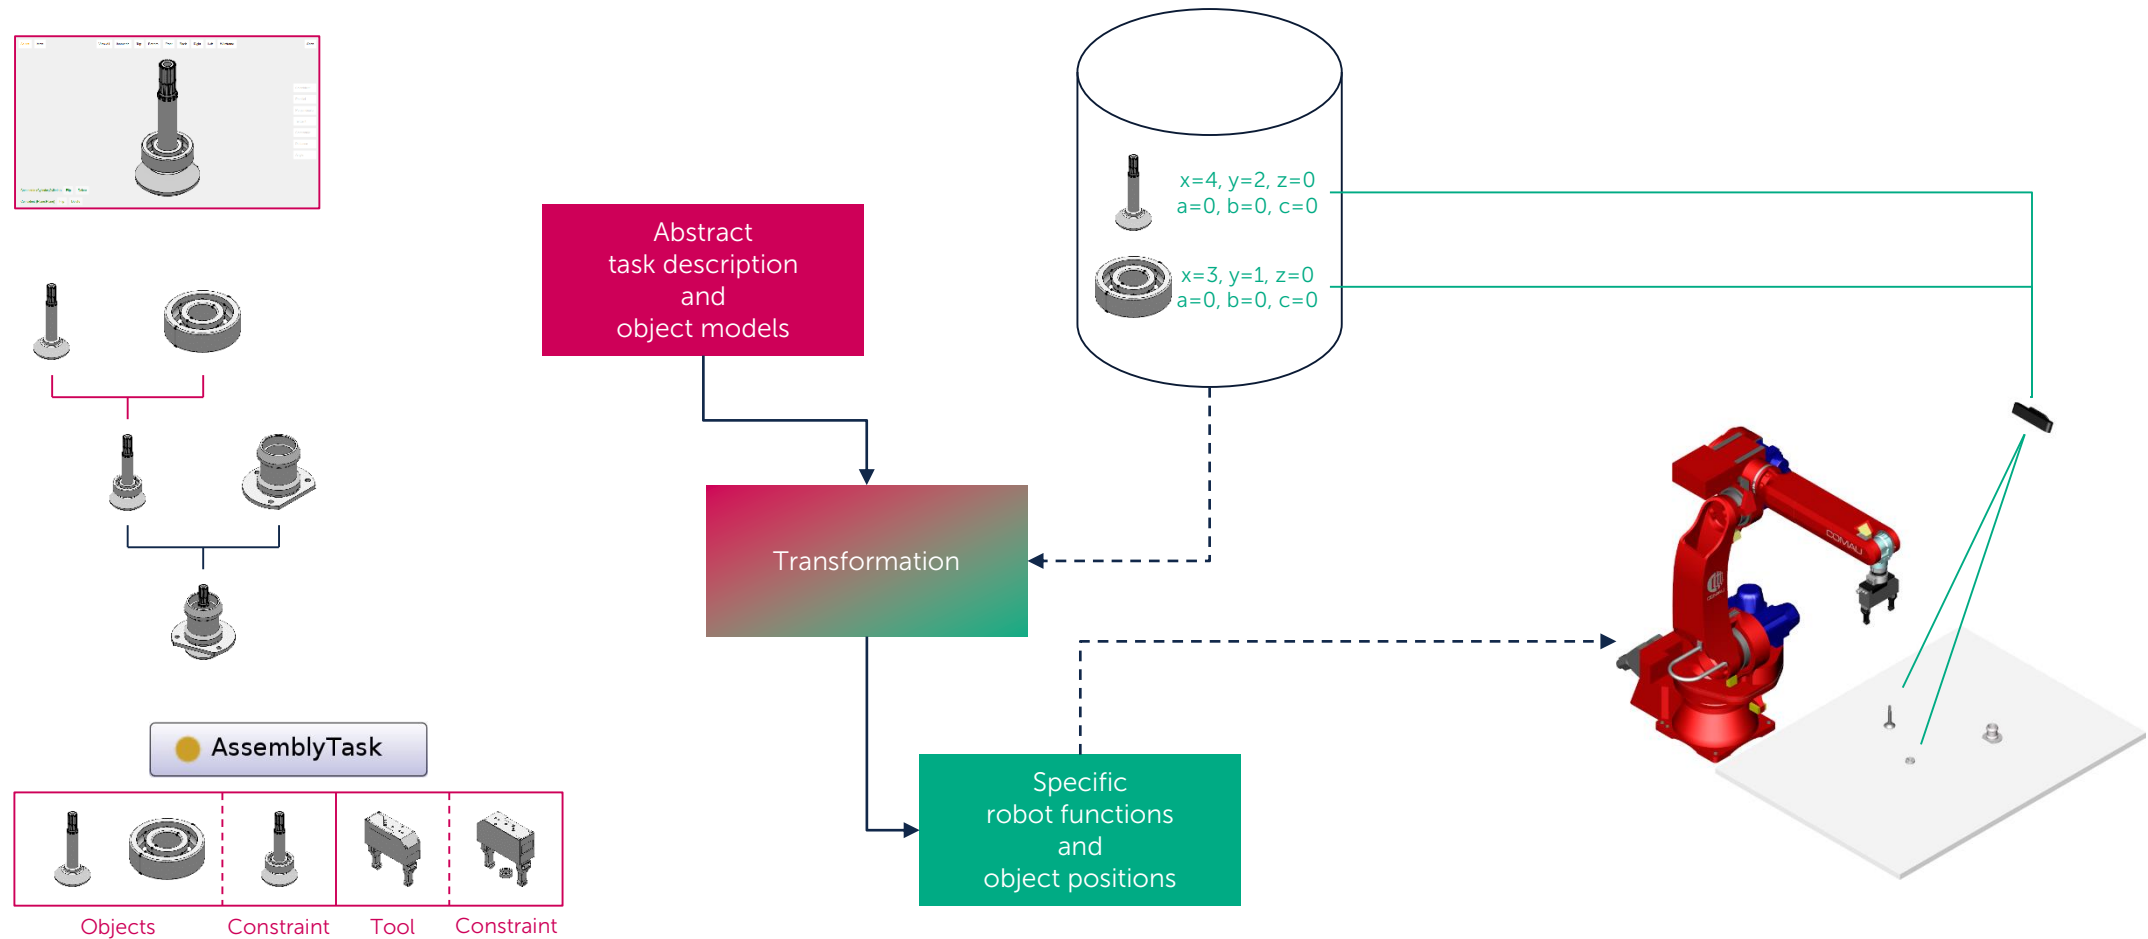 x=4, y=2, z=0
a=0, b=0, c=0
x=3, y=1, z=0
a=0, b=0, c=0
Abstract
task description
and
object models
Transformation
COMAU
AssemblyTask
Specific
robot functions
and
object positions
Objects
Constraint
Tool
Constraint